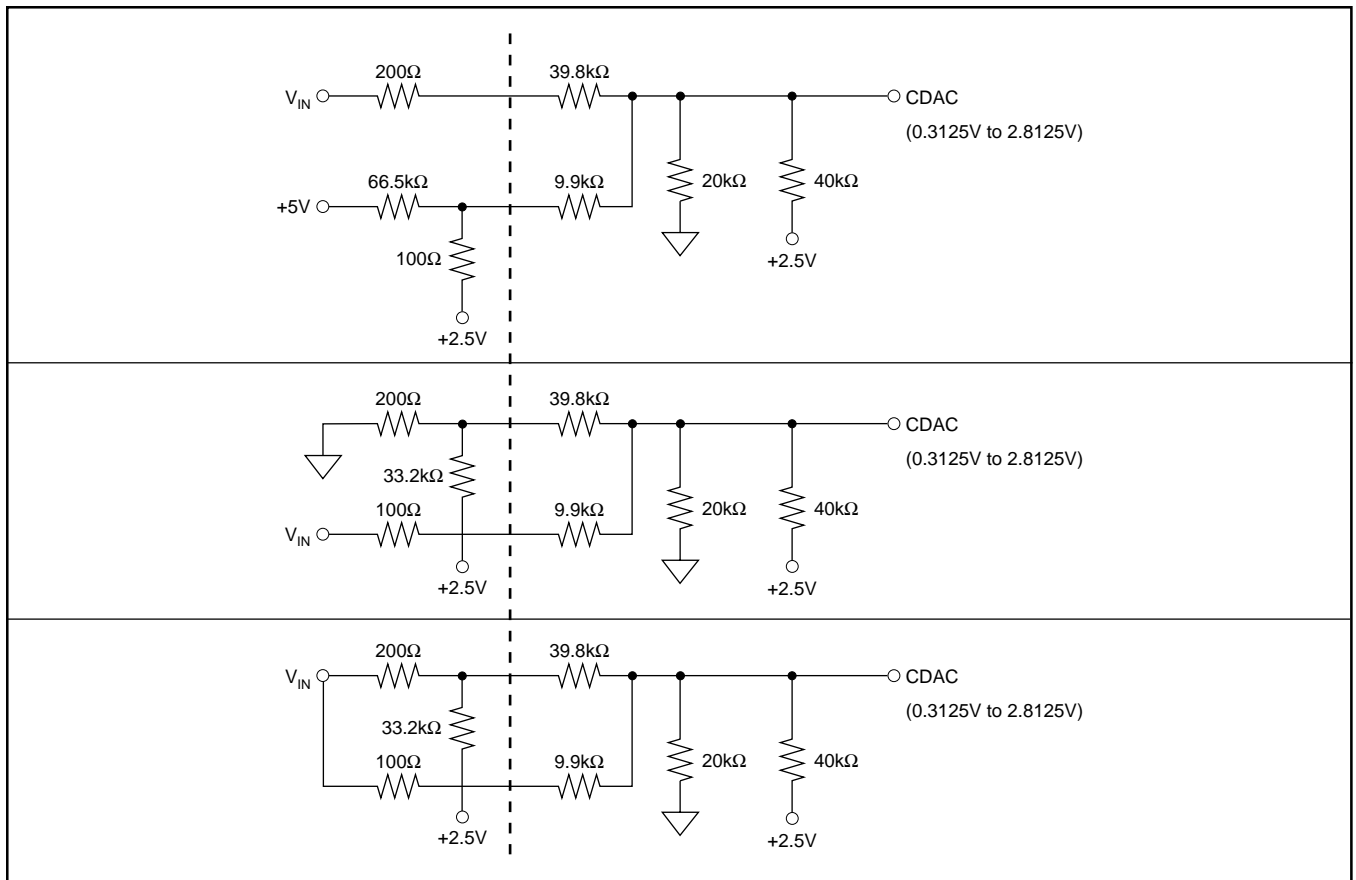 200Ω 39.8kΩ
V_IN CDAC
(0.3125V to 2.8125V)
66.5kΩ 9.9kΩ 20kΩ 40kΩ
+5V
100Ω +2.5V
+2.5V
200Ω 39.8kΩ
CDAC
(0.3125V to 2.8125V)
33.2kΩ
100Ω 9.9kΩ 20kΩ 40kΩ
V_IN
+2.5V +2.5V
200Ω 39.8kΩ
V_IN CDAC
(0.3125V to 2.8125V)
33.2kΩ
100Ω 9.9kΩ 20kΩ 40kΩ
+2.5V +2.5V